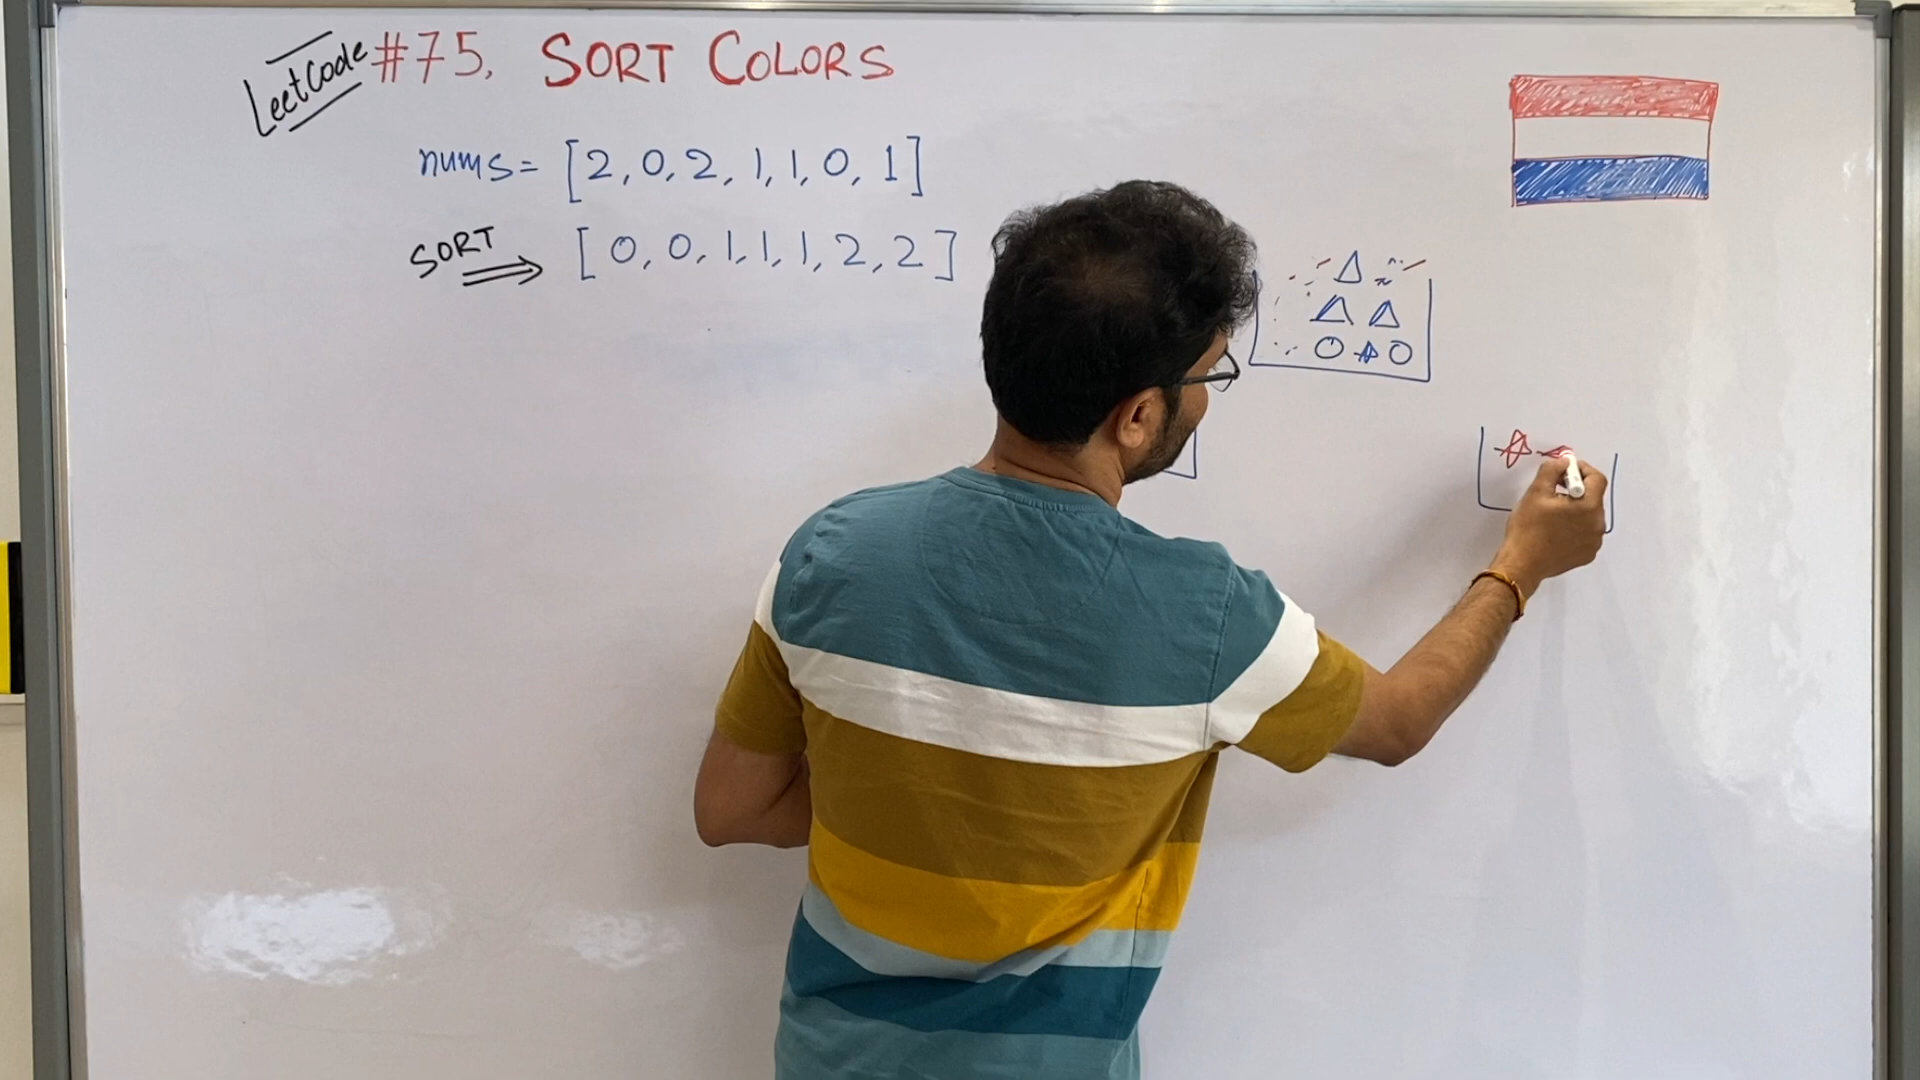 LeetCode #75. SORT COLORS
nums = [2, 0, 2, 1, 1, 0, 1]
SORT ⇒ [0, 0, 1, 1, 1, 2, 2]